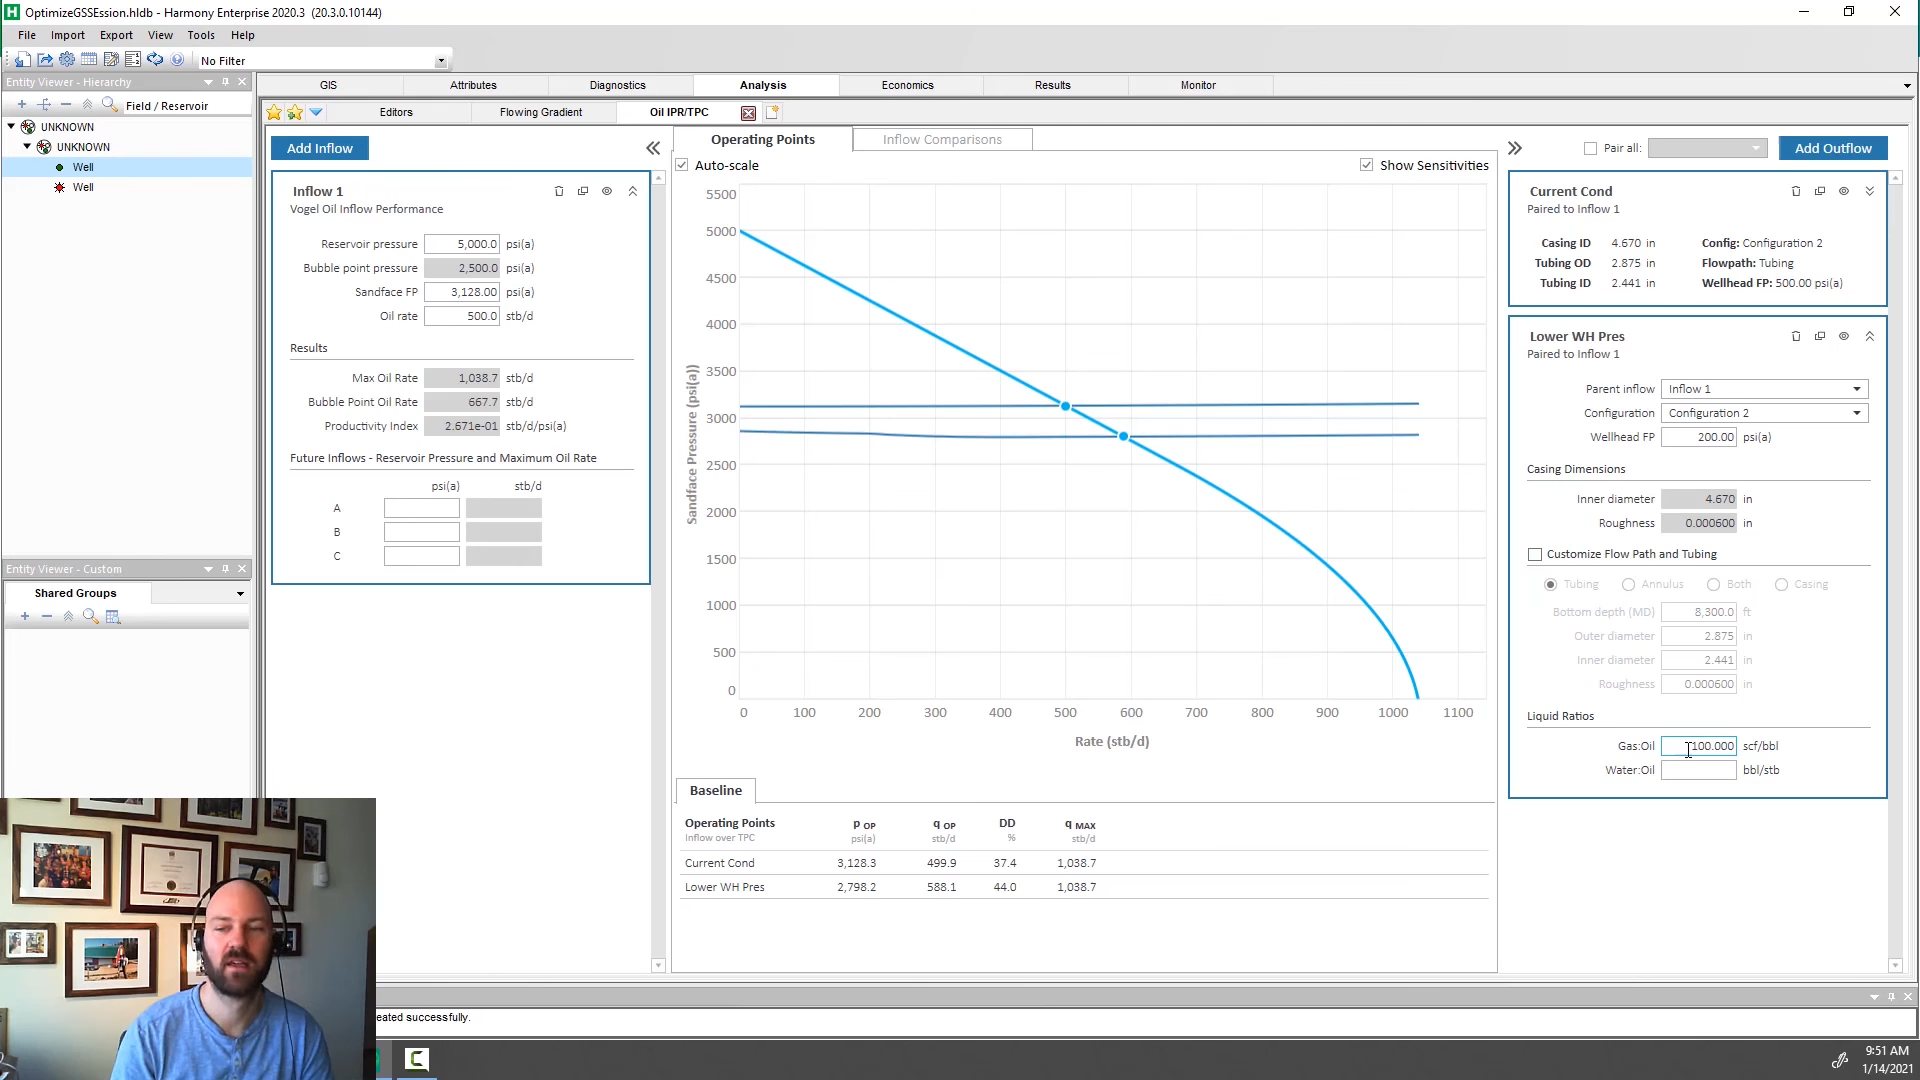 OptimizeGSSEssion.hldb - Harmony Enterprise 2020.3 (20.3.0.10144)
File Import Export View Tools Help
No Filter
Entity Viewer - Hierarchy
Field / Reservoir
UNKNOWN
UNKNOWN
Well
Well
Entity Viewer - Custom
Shared Groups
GIS Attributes Diagnostics Analysis Economics Results Monitor
Editors Flowing Gradient Oil IPR/TPC
Add Inflow
Inflow 1
Vogel Oil Inflow Performance
Reservoir pressure 5,000.0 psi(a)
Bubble point pressure 2,500.0 psi(a)
Sandface FP 3,128.00 psi(a)
Oil rate 500.0 stb/d
Results
Max Oil Rate 1,038.7 stb/d
Bubble Point Oil Rate 667.7 stb/d
Productivity Index 2.671e-01 stb/d/psi(a)
Future Inflows - Reservoir Pressure and Maximum Oil Rate
psi(a) stb/d
A
B
C
Operating Points Inflow Comparisons
Auto-scale Show Sensitivities
5500
5000
4500
4000
3500
3000
2500
2000
1500
1000
500
0
Sandface Pressure (psi(a))
0 100 200 300 400 500 600 700 800 900 1000 1100
Rate (stb/d)
Baseline
Operating Points p OP q OP DD q MAX
Inflow over TPC psi(a) stb/d % stb/d
Current Cond 3,128.3 499.9 37.4 1,038.7
Lower WH Pres 2,798.2 588.1 44.0 1,038.7
Pair all: Add Outflow
Current Cond
Paired to Inflow 1
Casing ID 4.670 in Config: Configuration 2
Tubing OD 2.875 in Flowpath: Tubing
Tubing ID 2.441 in Wellhead FP: 500.00 psi(a)
Lower WH Pres
Paired to Inflow 1
Parent inflow Inflow 1
Configuration Configuration 2
Wellhead FP 200.00 psi(a)
Casing Dimensions
Inner diameter 4.670 in
Roughness 0.000600 in
Customize Flow Path and Tubing
Tubing Annulus Both Casing
Bottom depth (MD) 8,300.0 ft
Outer diameter 2.875 in
Inner diameter 2.441 in
Roughness 0.000600 in
Liquid Ratios
Gas:Oil 100.000 scf/bbl
Water:Oil bbl/stb
eated successfully.
9:51 AM
1/14/2021